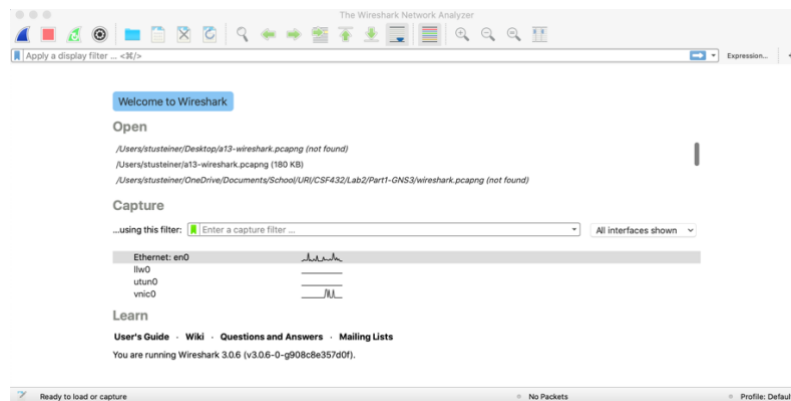 The Wireshark Network Analyzer
Apply a display filter ... <⌘/>
Expression...
Welcome to Wireshark
Open
/Users/stusteiner/Desktop/a13-wireshark.pcapng (not found)
/Users/stusteiner/a13-wireshark.pcapng (180 KB)
/Users/stusteiner/OneDrive/Documents/School/URI/CSF432/Lab2/Part1-GNS3/wireshark.pcapng (not found)
Capture
...using this filter: Enter a capture filter ... All interfaces shown
Ethernet: en0
llw0
utun0
vnic0
Learn
User's Guide · Wiki · Questions and Answers · Mailing Lists
You are running Wireshark 3.0.6 (v3.0.6-0-g908c8e357d0f).
Ready to load or capture No Packets Profile: Defaul